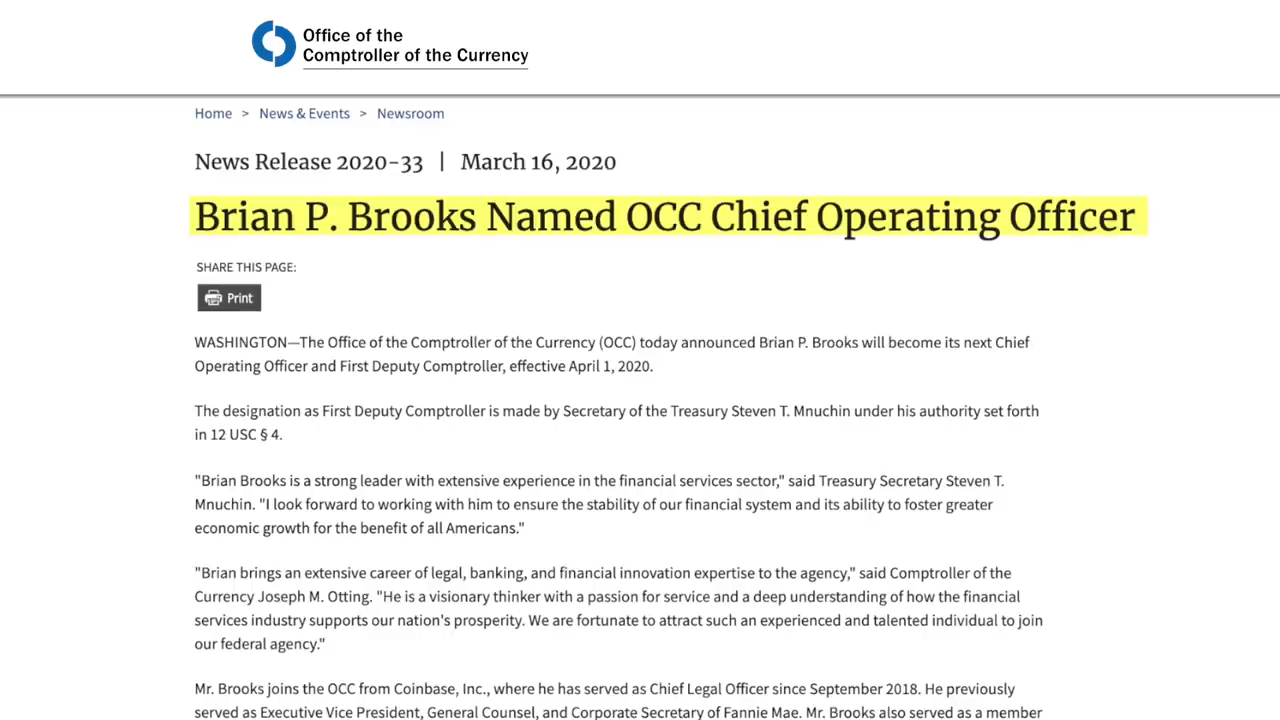 Office of the
Comptroller of the Currency
Home > News & Events > Newsroom
News Release 2020-33 | March 16, 2020
Brian P. Brooks Named OCC Chief Operating Officer
SHARE THIS PAGE:
Print
WASHINGTON—The Office of the Comptroller of the Currency (OCC) today announced Brian P. Brooks will become its next Chief
Operating Officer and First Deputy Comptroller, effective April 1, 2020.
The designation as First Deputy Comptroller is made by Secretary of the Treasury Steven T. Mnuchin under his authority set forth
in 12 USC § 4.
"Brian Brooks is a strong leader with extensive experience in the financial services sector," said Treasury Secretary Steven T.
Mnuchin. "I look forward to working with him to ensure the stability of our financial system and its ability to foster greater
economic growth for the benefit of all Americans."
"Brian brings an extensive career of legal, banking, and financial innovation expertise to the agency," said Comptroller of the
Currency Joseph M. Otting. "He is a visionary thinker with a passion for service and a deep understanding of how the financial
services industry supports our nation's prosperity. We are fortunate to attract such an experienced and talented individual to join
our federal agency."
Mr. Brooks joins the OCC from Coinbase, Inc., where he has served as Chief Legal Officer since September 2018. He previously
served as Executive Vice President, General Counsel, and Corporate Secretary of Fannie Mae. Mr. Brooks also served as a member